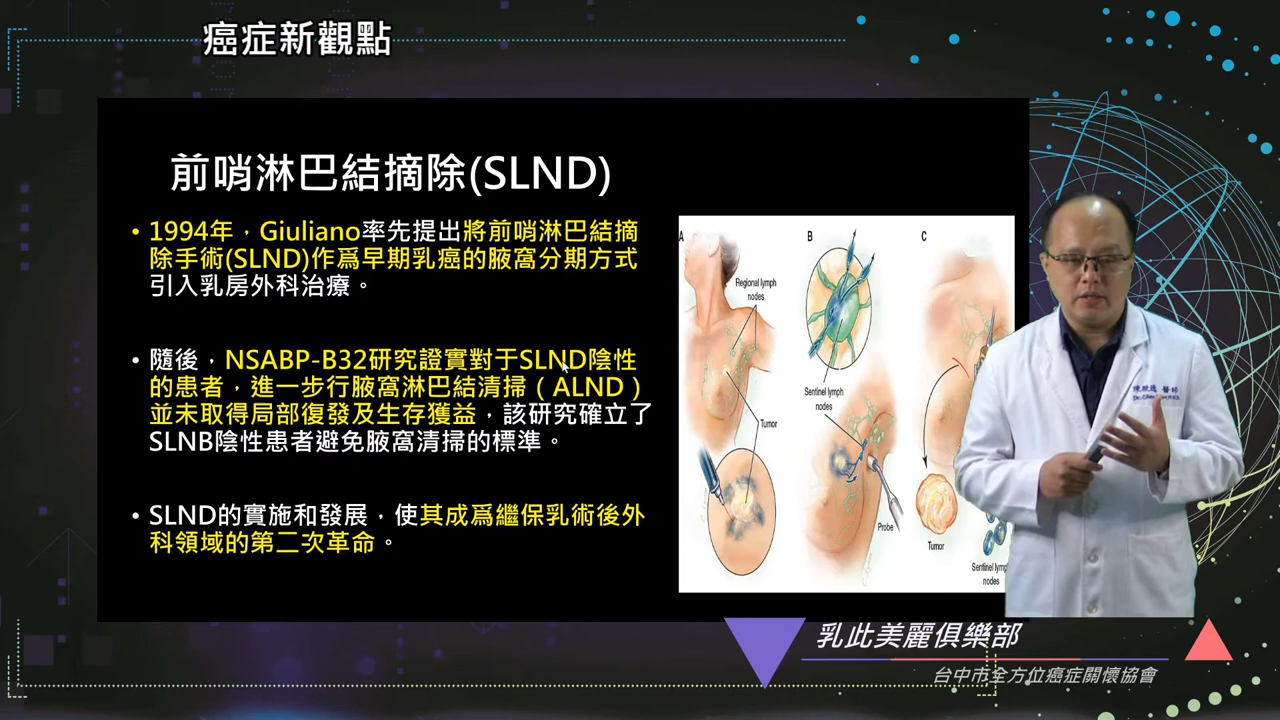 癌症新觀點
前哨淋巴結摘除(SLND)
• 1994年，Giuliano率先提出將前哨淋巴結摘
除手術(SLND)作爲早期乳癌的腋窩分期方式
引入乳房外科治療。
• 隨後，NSABP-B32研究證實對于SLND陰性
的患者，進一步行腋窩淋巴結清掃（ALND）
並未取得局部復發及生存獲益，該研究確立了
SLNB陰性患者避免腋窩清掃的標準。
• SLND的實施和發展，使其成爲繼保乳術後外
科領域的第二次革命。
A
B
C
Regional lymph
nodes
Sentinel lymph
nodes
Tumor
Probe
Tumor
Sentinel lymp
nodes
醫師
乳此美麗俱樂部
台中市全方位癌症關懷協會